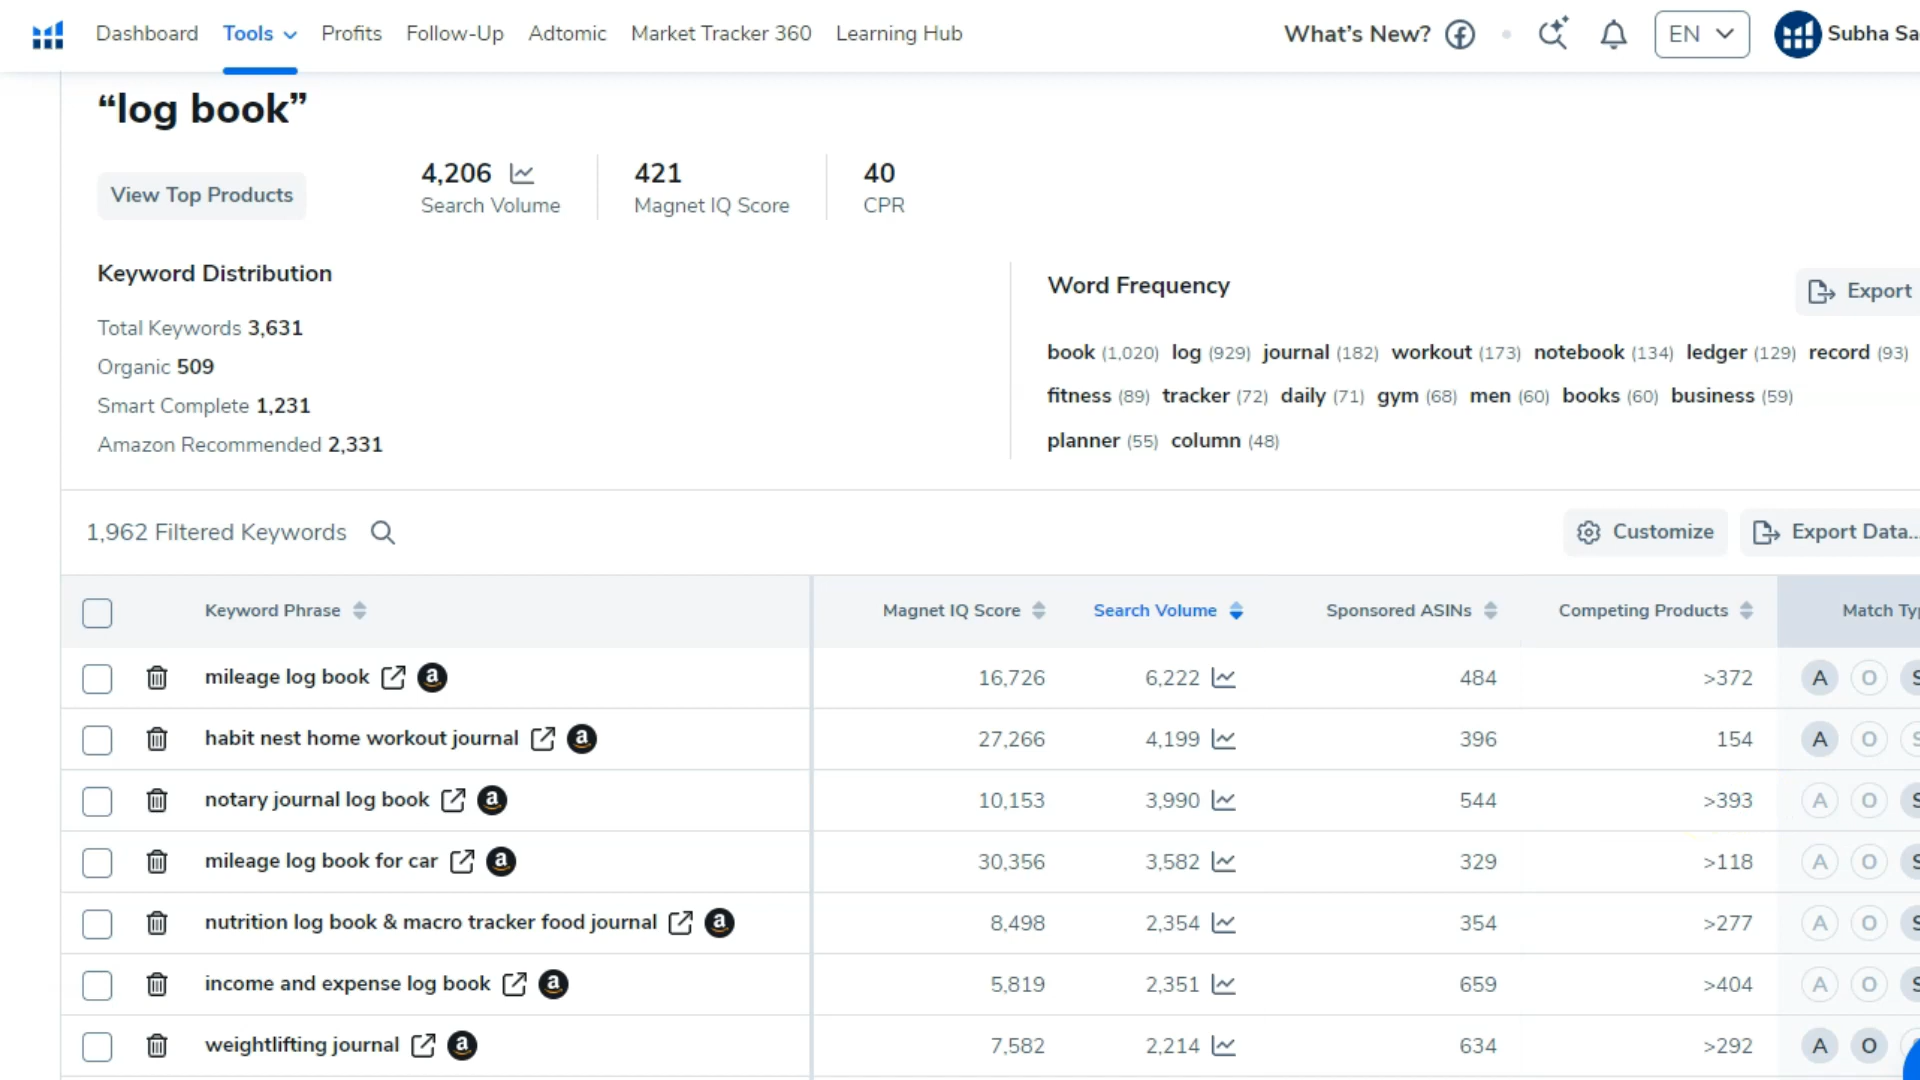 Dashboard Tools Profits Follow-Up Adtomic Market Tracker 360 Learning Hub What's New? EN Subha
“log book”
View Top Products
4,206 421 40
Search Volume Magnet IQ Score CPR
Keyword Distribution
Total Keywords 3,631
Organic 509
Smart Complete 1,231
Amazon Recommended 2,331
Word Frequency
Export
book (1,020) log (929) journal (182) workout (173) notebook (134) ledger (129) record (93)
fitness (89) tracker (72) daily (71) gym (68) men (60) books (60) business (59)
planner (55) column (48)
1,962 Filtered Keywords Customize Export Data...
Keyword Phrase Magnet IQ Score Search Volume Sponsored ASINs Competing Products Match
mileage log book a 16,726 6,222 484 >372 A O S
habit nest home workout journal a 27,266 4,199 396 154 A O S
notary journal log book a 10,153 3,990 544 >393 A O S
mileage log book for car a 30,356 3,582 329 >118 A O S
nutrition log book & macro tracker food journal a 8,498 2,354 354 >277 A O S
income and expense log book a 5,819 2,351 659 >404 A O S
weightlifting journal a 7,582 2,214 634 >292 A O